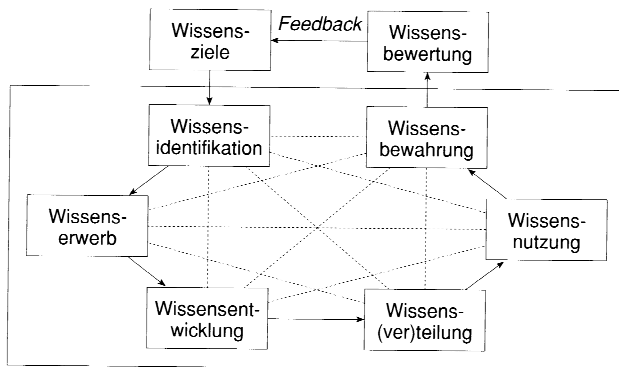 Wissens-
ziele
Feedback
Wissens-
bewertung
Wissens-
identifikation
Wissens-
bewahrung
Wissens-
erwerb
Wissens-
nutzung
Wissensent-
wicklung
Wissens-
(ver)teilung